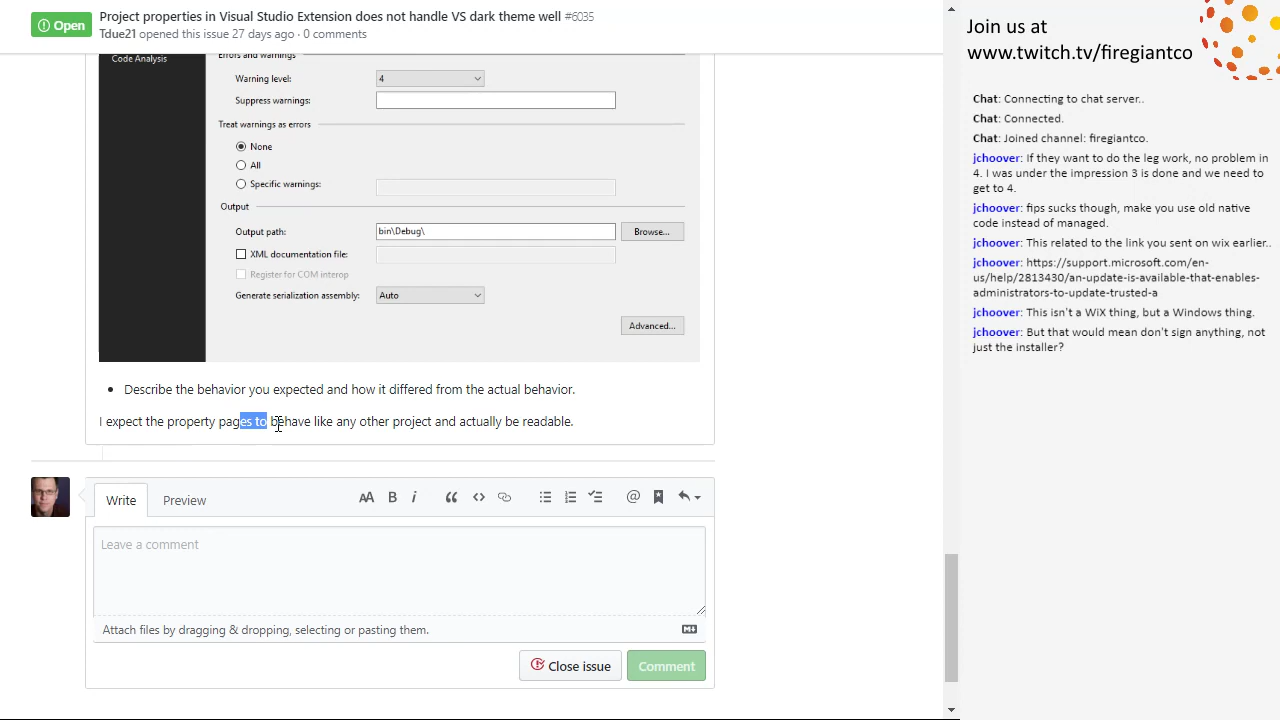 Open
Project properties in Visual Studio Extension does not handle VS dark theme well #6035
Tdue21 opened this issue 27 days ago · 0 comments
Code Analysis
Errors and warnings
Warning level:
4
Suppress warnings:
Treat warnings as errors
None
All
Specific warnings:
Output
Output path:
bin\Debug\
Browse...
XML documentation file:
Register for COM interop
Generate serialization assembly:
Auto
Advanced...
• Describe the behavior you expected and how it differed from the actual behavior.
I expect the property pages to behave like any other project and actually be readable.
Write
Preview
AA B i
Leave a comment
Attach files by dragging & dropping, selecting or pasting them.
Close issue
Comment
Join us at
www.twitch.tv/firegiantco
Chat: Connecting to chat server..
Chat: Connected.
Chat: Joined channel: firegiantco.
jchoover: If they want to do the leg work, no problem in
4. I was under the impression 3 is done and we need to
get to 4.
jchoover: fips sucks though, make you use old native
code instead of managed.
jchoover: This related to the link you sent on wix earlier..
jchoover: https://support.microsoft.com/en-
us/help/2813430/an-update-is-available-that-enables-
administrators-to-update-trusted-a
jchoover: This isn't a WiX thing, but a Windows thing.
jchoover: But that would mean don't sign anything, not
just the installer?